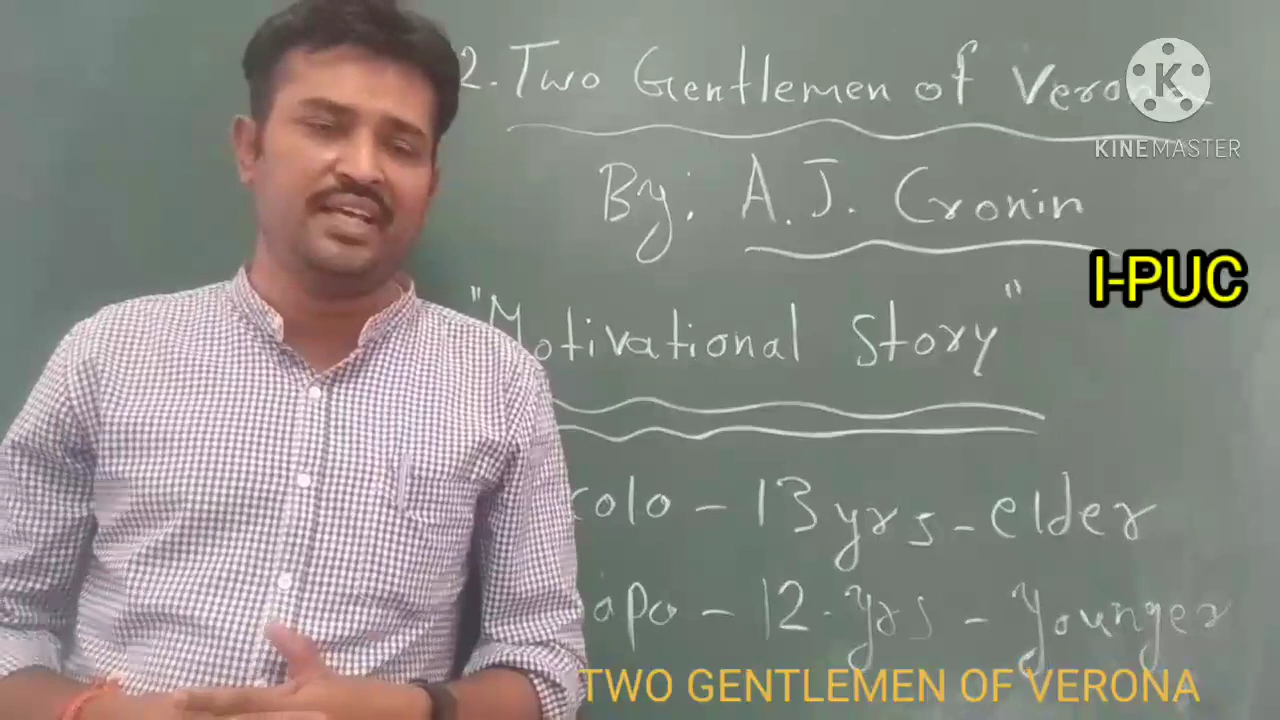 2. Two Gentlemen of Verona
KINEMASTER
By: A.J. Cronin
I-PUC
"Motivational Story"
colo - 13 yrs - elder
apo - 12 yrs - Younger
TWO GENTLEMEN OF VERONA